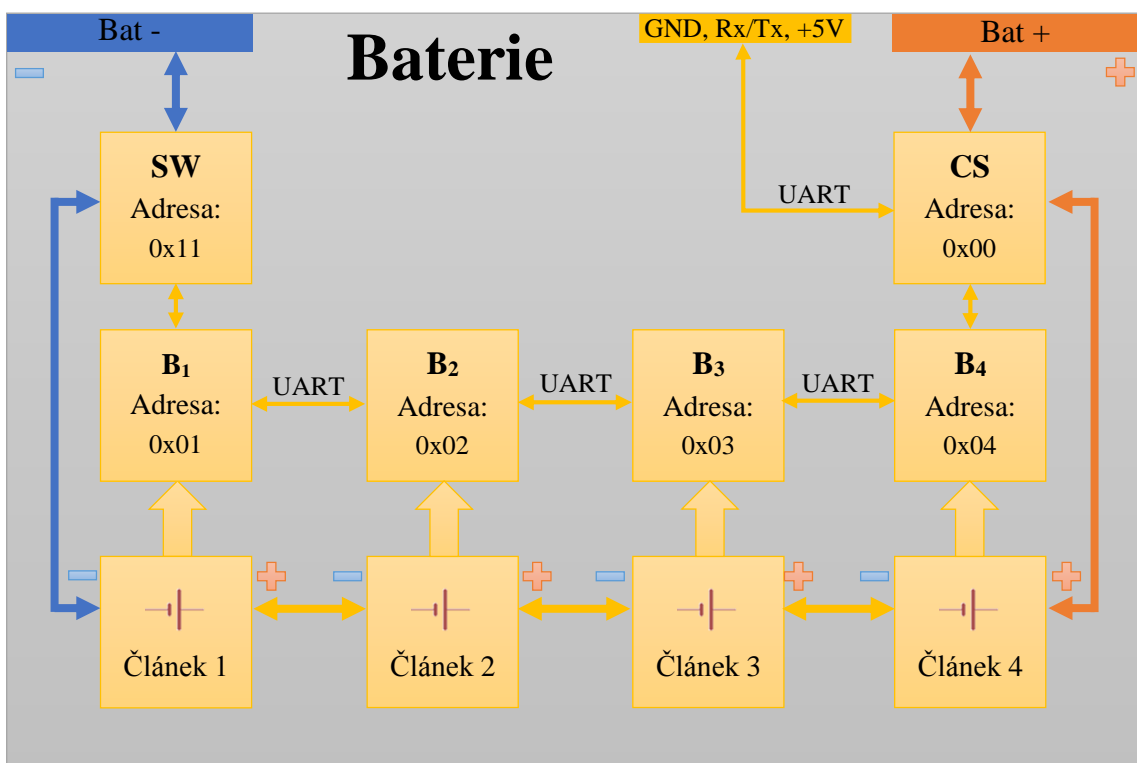 Bat -
GND, Rx/Tx, +5V
Bat +
Baterie
SW
Adresa:
0x11
UART
CS
Adresa:
0x00
B₁
Adresa:
0x01
UART
B₂
Adresa:
0x02
UART
B₃
Adresa:
0x03
UART
B₄
Adresa:
0x04
Článek 1
Článek 2
Článek 3
Článek 4